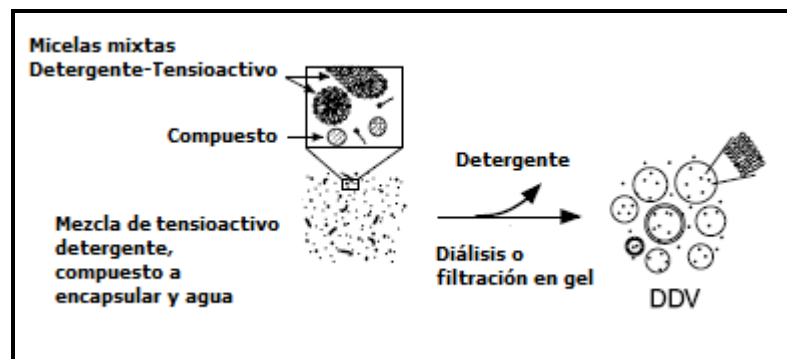 Micelas mixtas
Detergente-Tensioactivo
Compuesto
Mezcla de tensioactivo
detergente,
compuesto a
encapsular y agua
Detergente
Diálisis o
filtración en gel
DDV